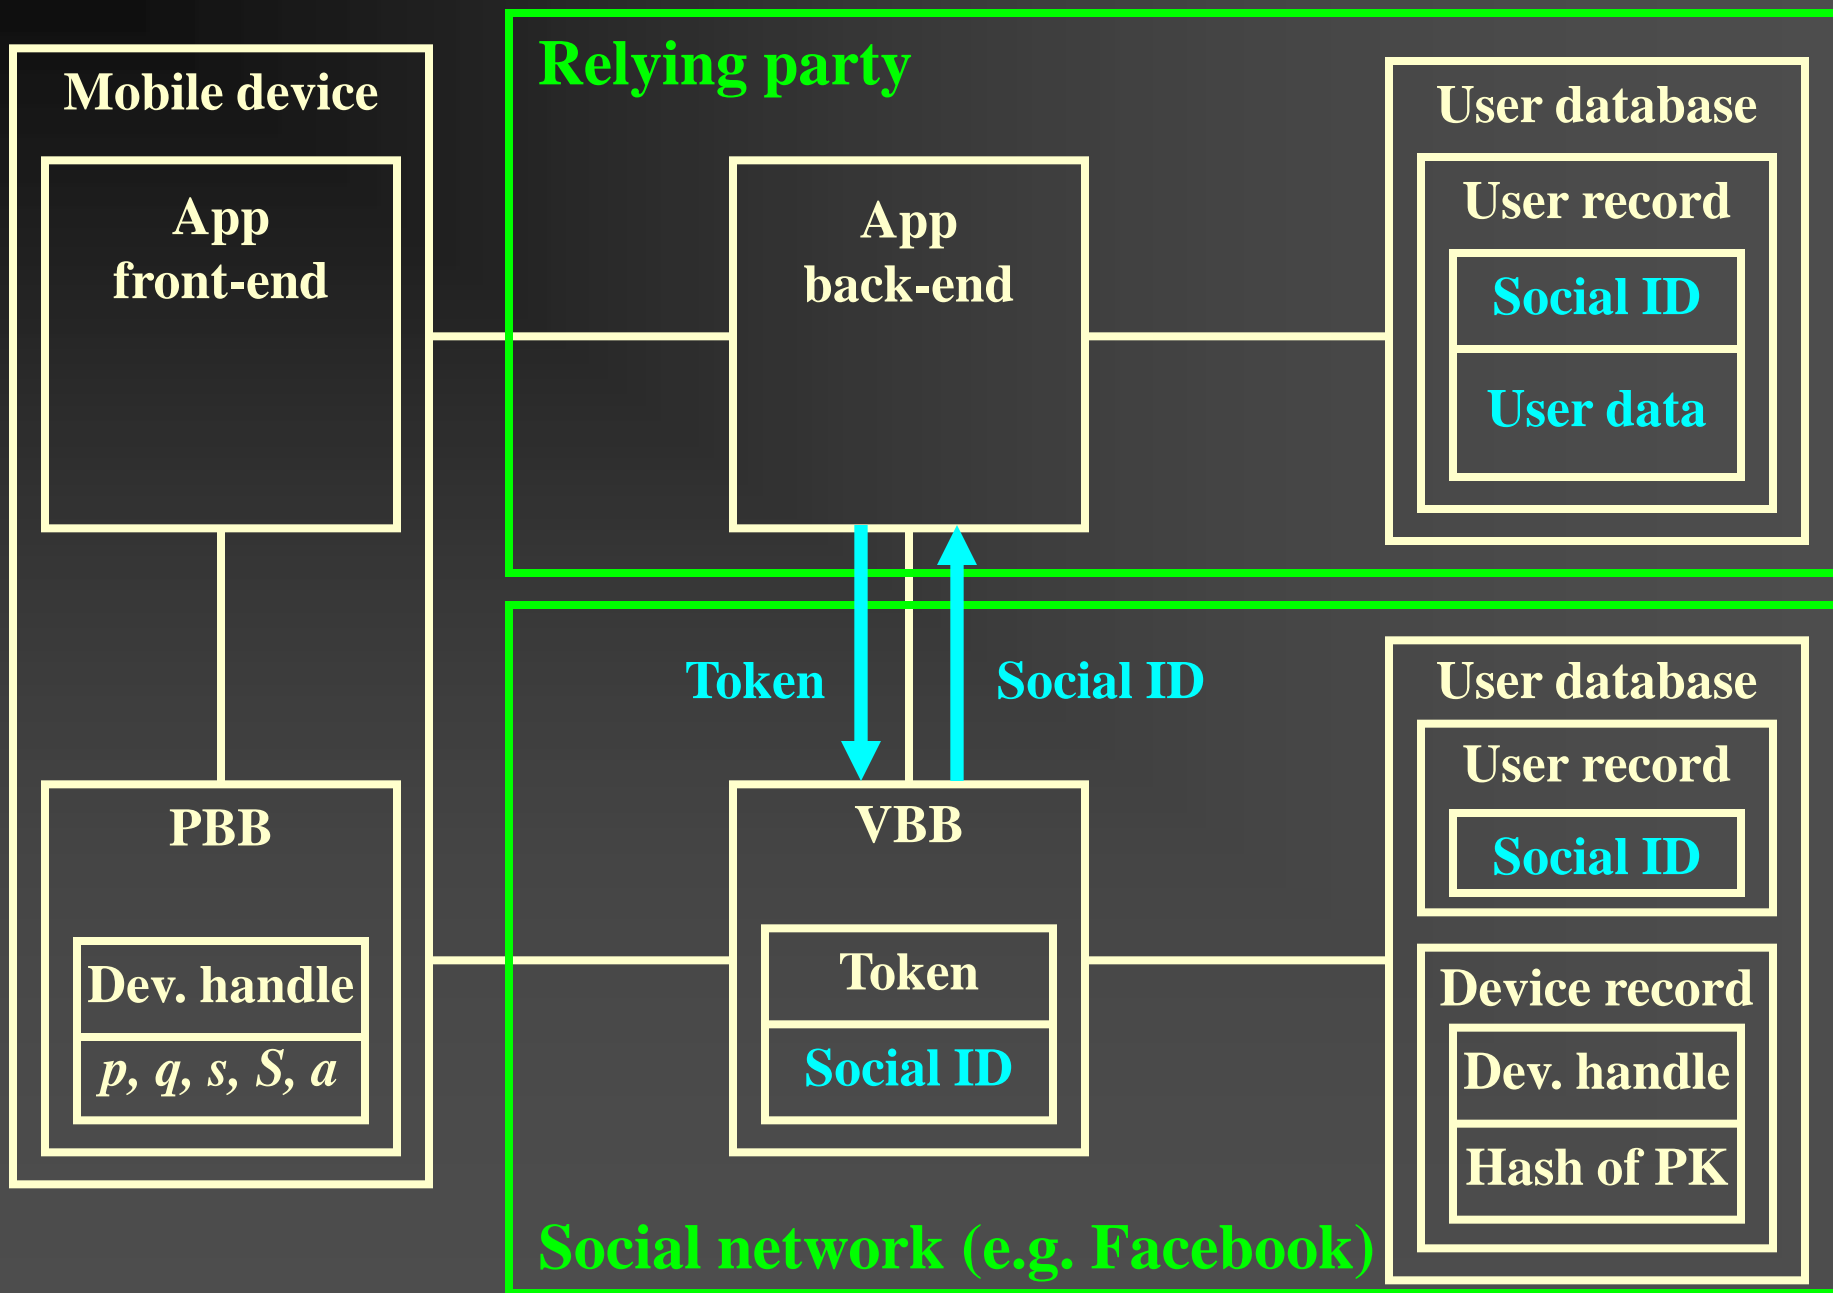 Relying party
Mobile device
User database
App
front-end
App
back-end
User record
Social ID
User data
Token
Social ID
User database
User record
Social ID
PBB
VBB
Dev. handle
p, q, s, S, a
Token
Social ID
Device record
Dev. handle
Hash of PK
Social network (e.g. Facebook)